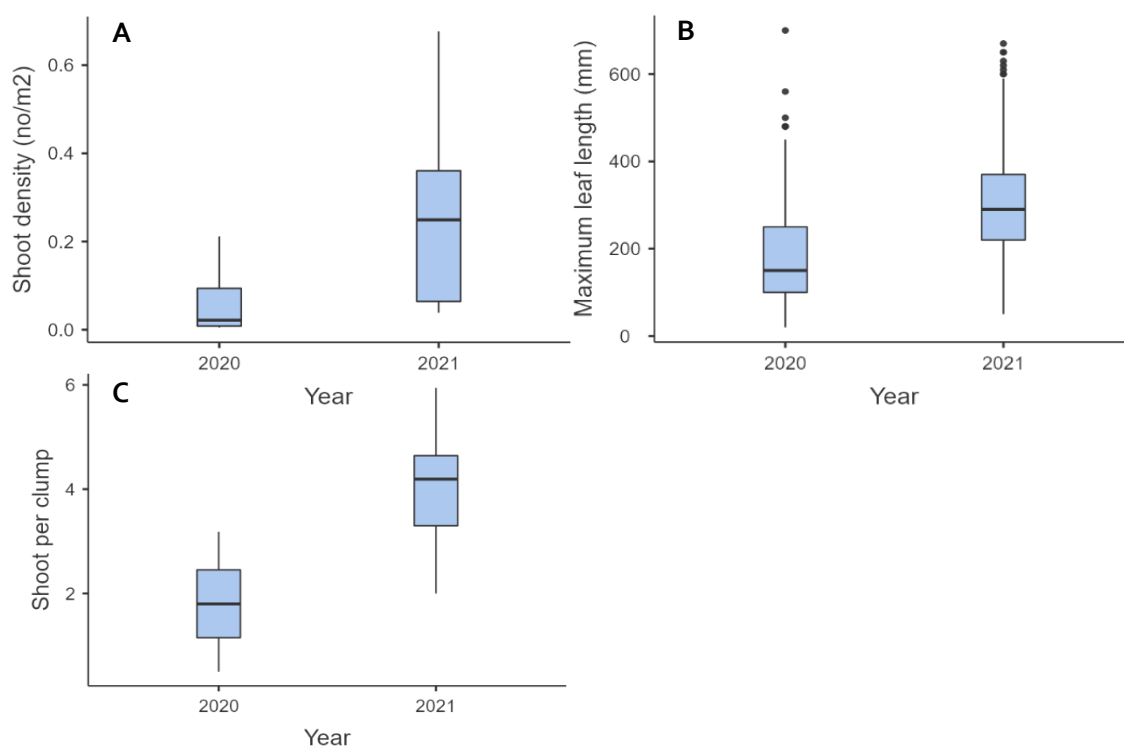 A
Shoot density (no/m2)
0.6
0.4
0.2
0.0
2020 2021
Year
B
Maximum leaf length (mm)
600
400
200
0
2020 2021
Year
C
Shoot per clump
6
4
2
2020 2021
Year